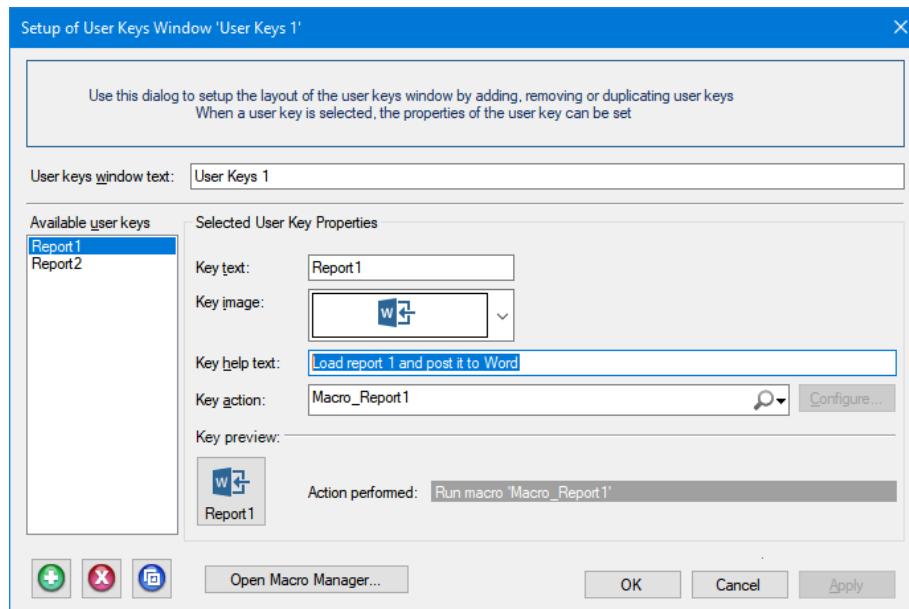 Setup of User Keys Window 'User Keys 1'
Use this dialog to setup the layout of the user keys window by adding, removing or duplicating user keys
When a user key is selected, the properties of the user key can be set
User keys window text: User Keys 1
Available user keys
Report1
Report2
Selected User Key Properties
Key text: Report1
Key image: W
Key help text: Load report 1 and post it to Word
Key action: Macro_Report1 Configure...
Key preview:
W
Report1
Action performed: Run macro 'Macro_Report1'
Open Macro Manager... OK Cancel Apply